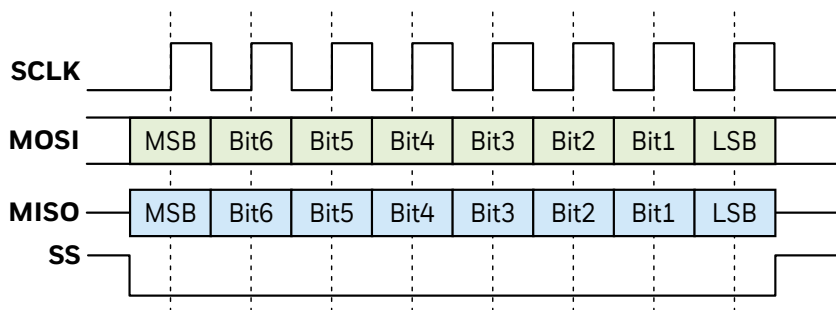 SCLK
MOSI MSB Bit6 Bit5 Bit4 Bit3 Bit2 Bit1 LSB
MISO MSB Bit6 Bit5 Bit4 Bit3 Bit2 Bit1 LSB
SS